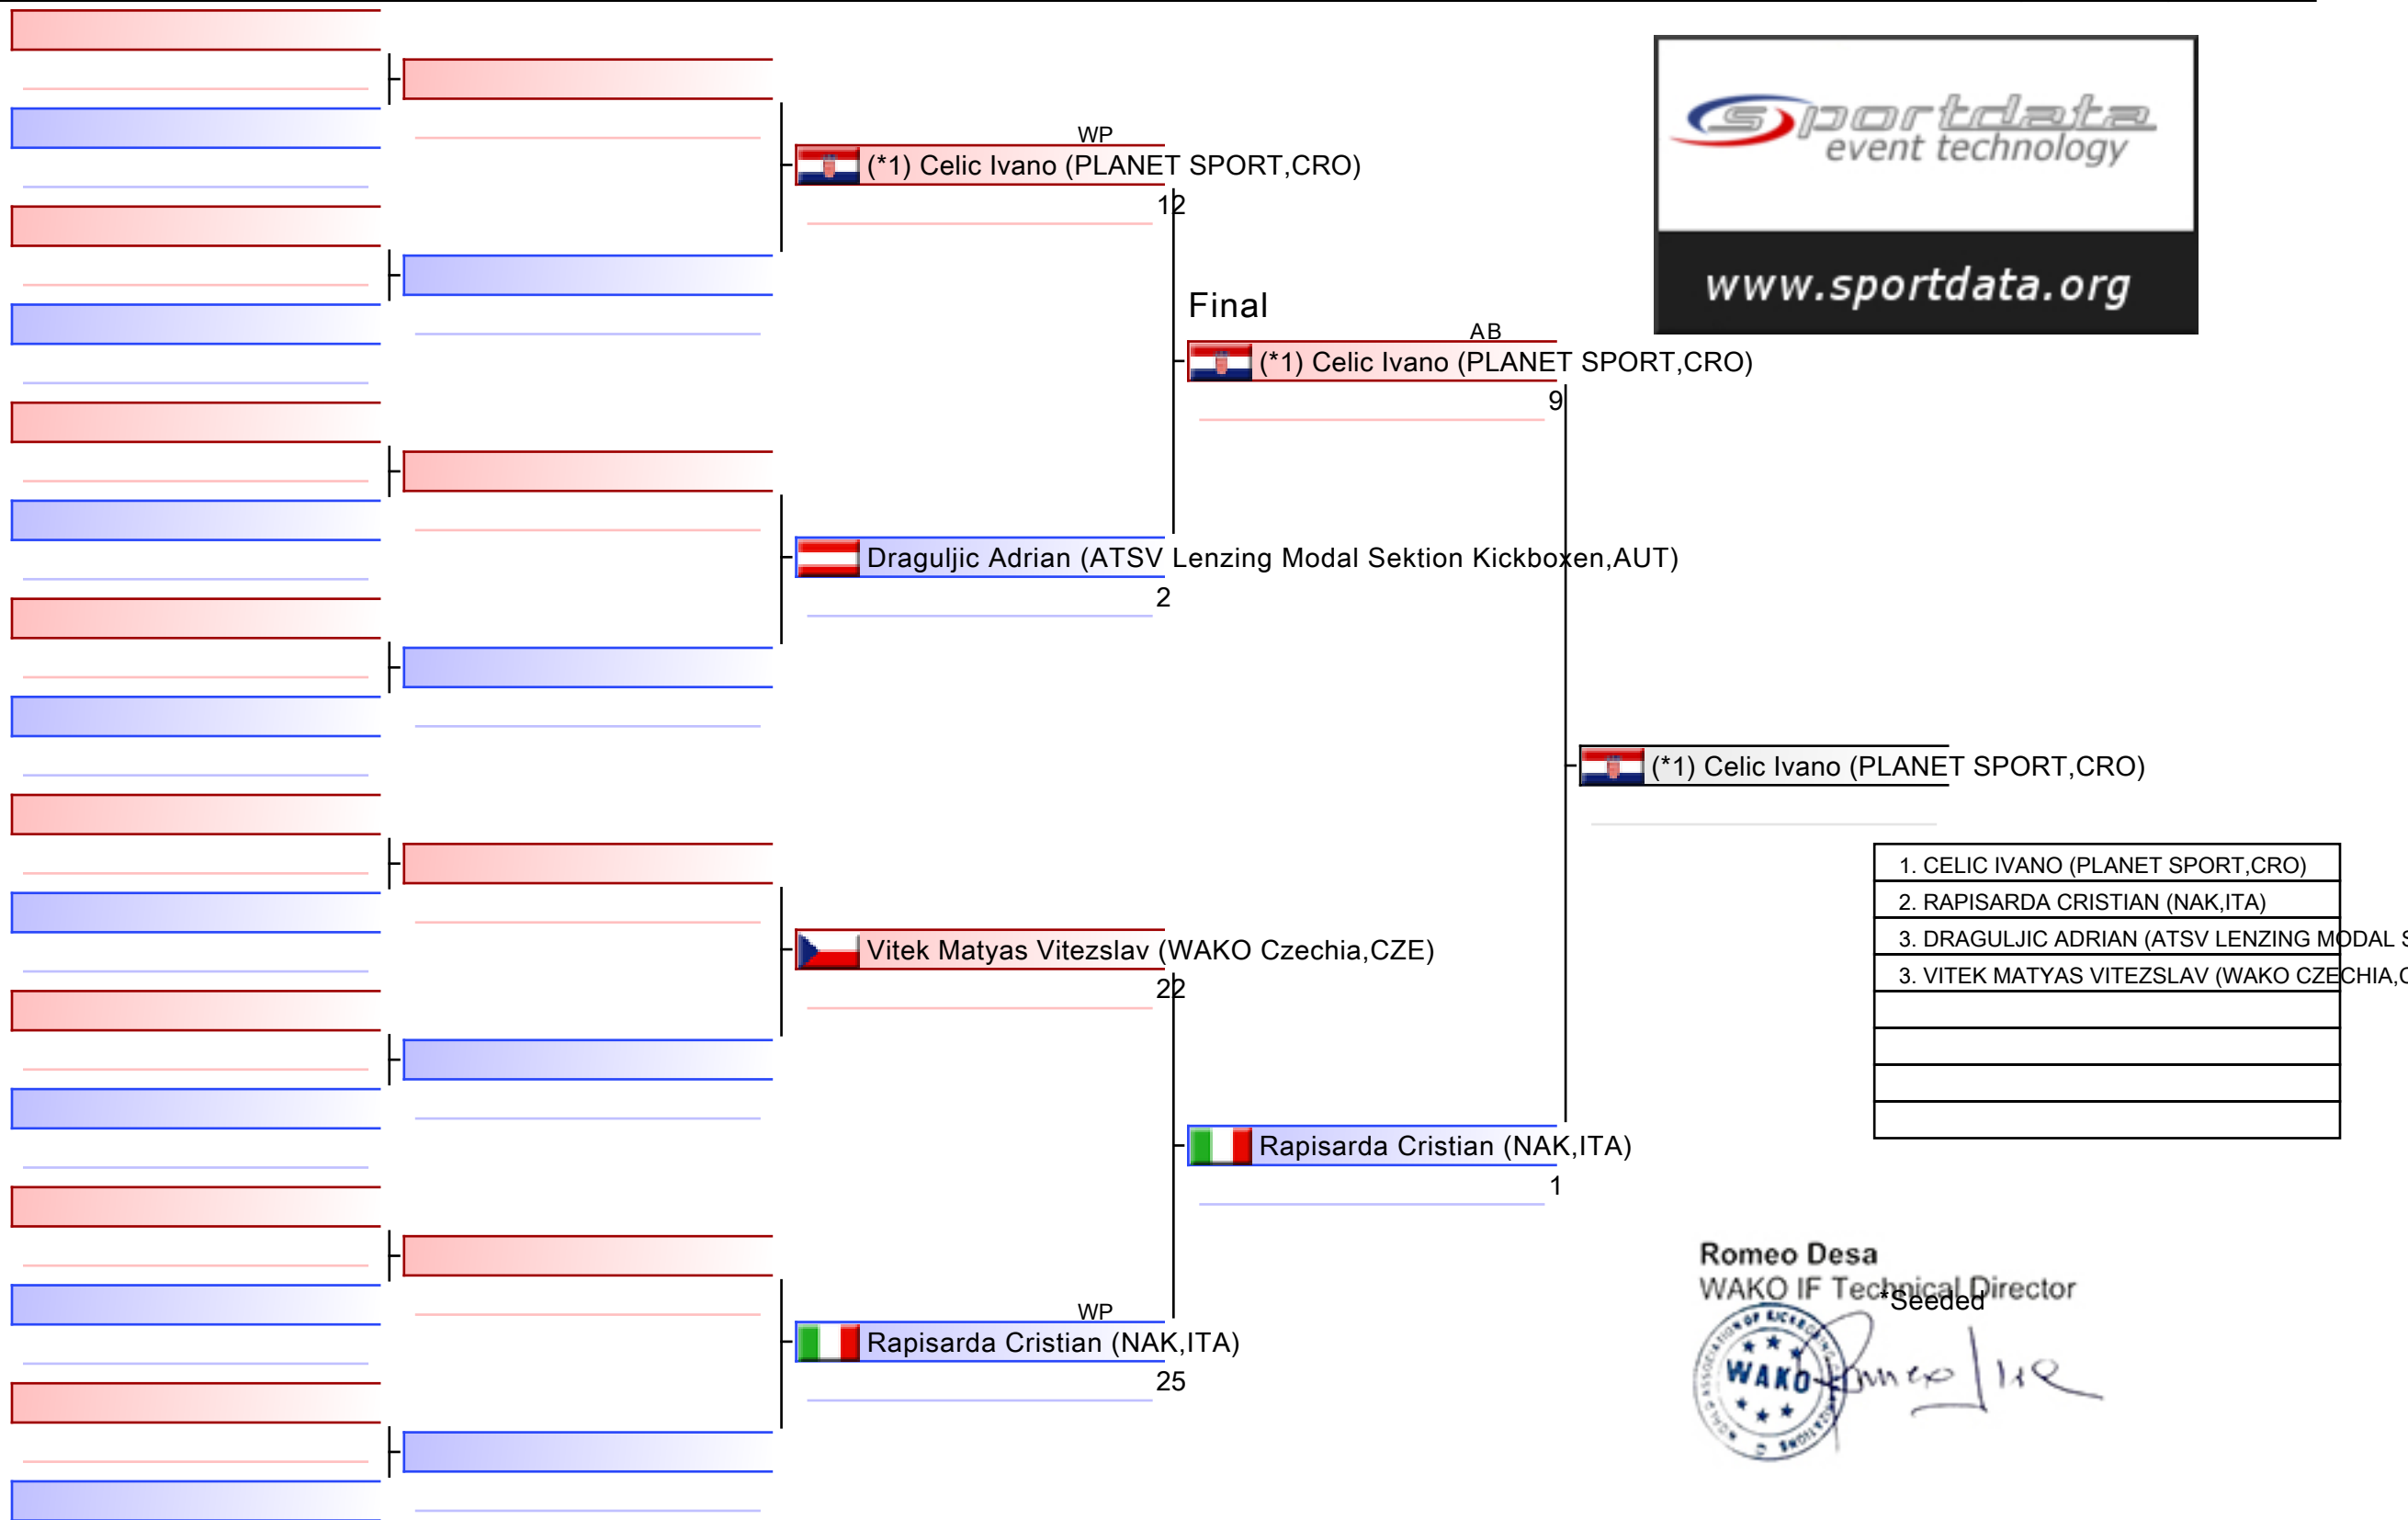 sportdata
event technology
www.sportdata.org
WP
(*1) Celic Ivano (PLANET SPORT,CRO)
12
Final
AB
(*1) Celic Ivano (PLANET SPORT,CRO)
9
Draguljic Adrian (ATSV Lenzing Modal Sektion Kickboxen,AUT)
2
(*1) Celic Ivano (PLANET SPORT,CRO)
1. CELIC IVANO (PLANET SPORT,CRO)
2. RAPISARDA CRISTIAN (NAK,ITA)
3. DRAGULJIC ADRIAN (ATSV LENZING MODAL S
3. VITEK MATYAS VITEZSLAV (WAKO CZECHIA,C
Vitek Matyas Vitezslav (WAKO Czechia,CZE)
22
Rapisarda Cristian (NAK,ITA)
1
WP
Rapisarda Cristian (NAK,ITA)
25
Romeo Desa
WAKO IF Technical Director
*Seeded
WAKO